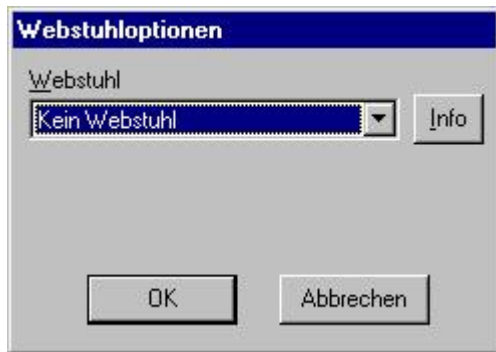 Webstuhloptionen
Webstuhl
Kein Webstuhl
Info
OK
Abbrechen